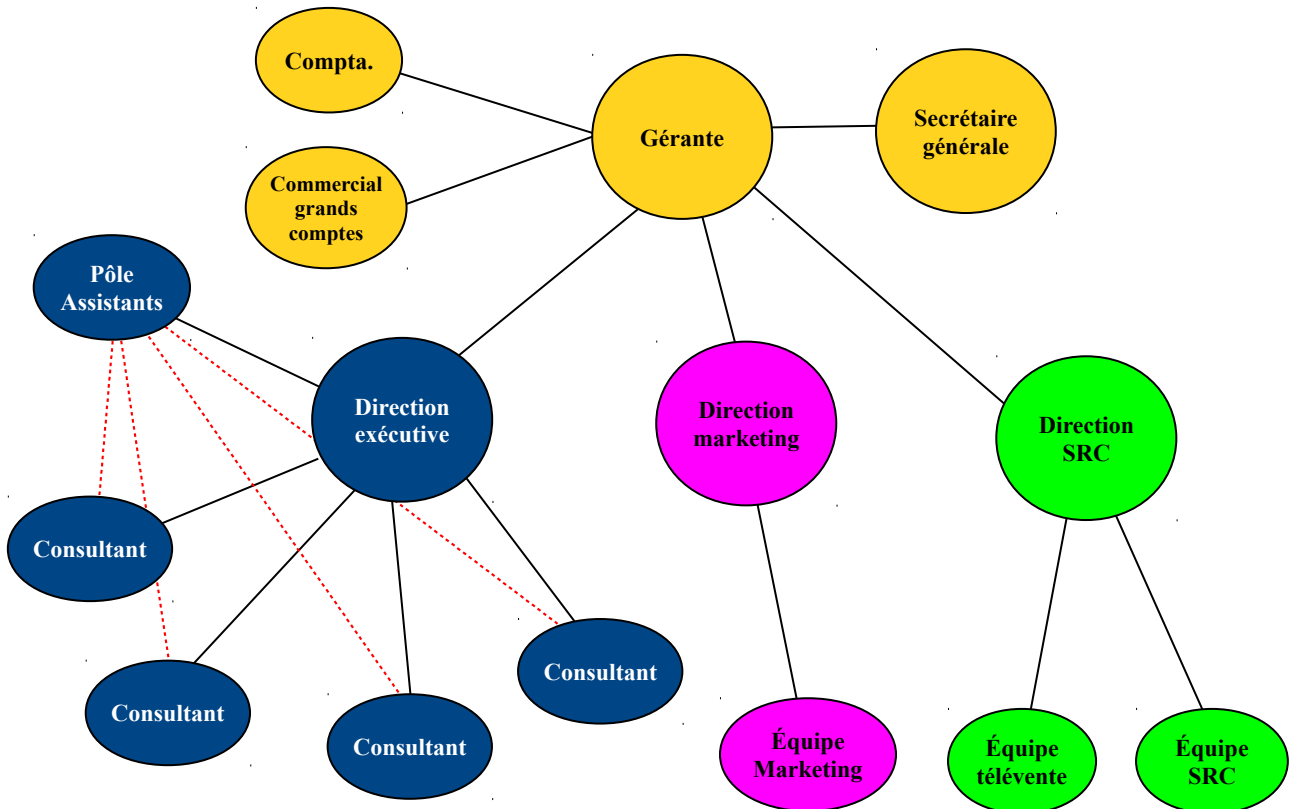 Compta.
Gérante
Secrétaire
générale
Commercial
grands
comptes
Pôle
Assistants
Direction
exécutive
Direction
marketing
Direction
SRC
Consultant
Consultant
Consultant
Consultant
Équipe
Marketing
Équipe
télévente
Équipe
SRC